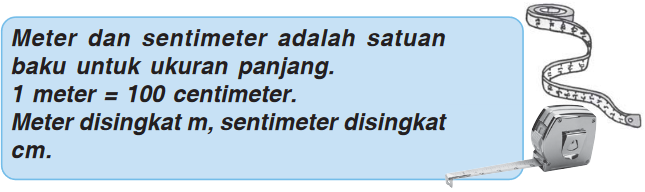 Meter dan sentimeter adalah satuan
baku untuk ukuran panjang.
1 meter = 100 centimeter.
Meter disingkat m, sentimeter disingkat
cm.